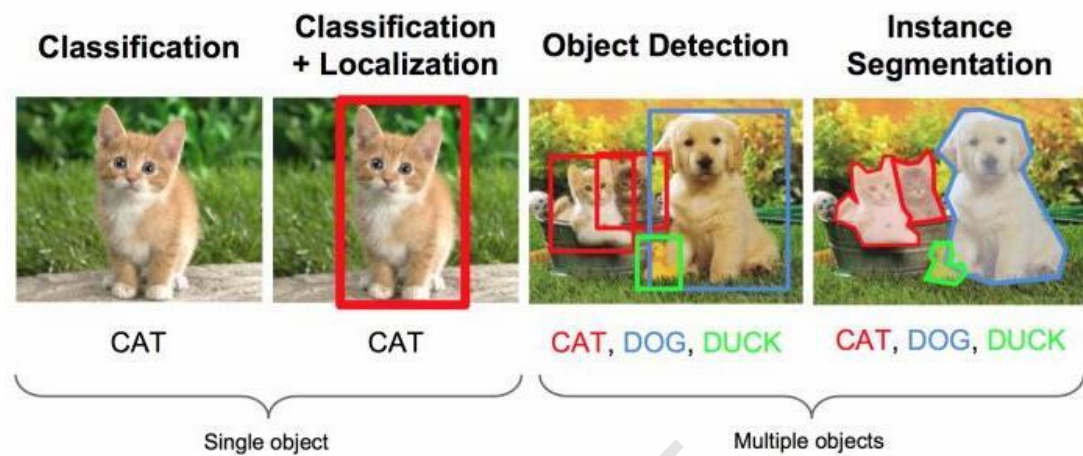 Classification
Classification
+ Localization
Object Detection
Instance
Segmentation
CAT
CAT
CAT, DOG, DUCK
CAT, DOG, DUCK
Single object
Multiple objects